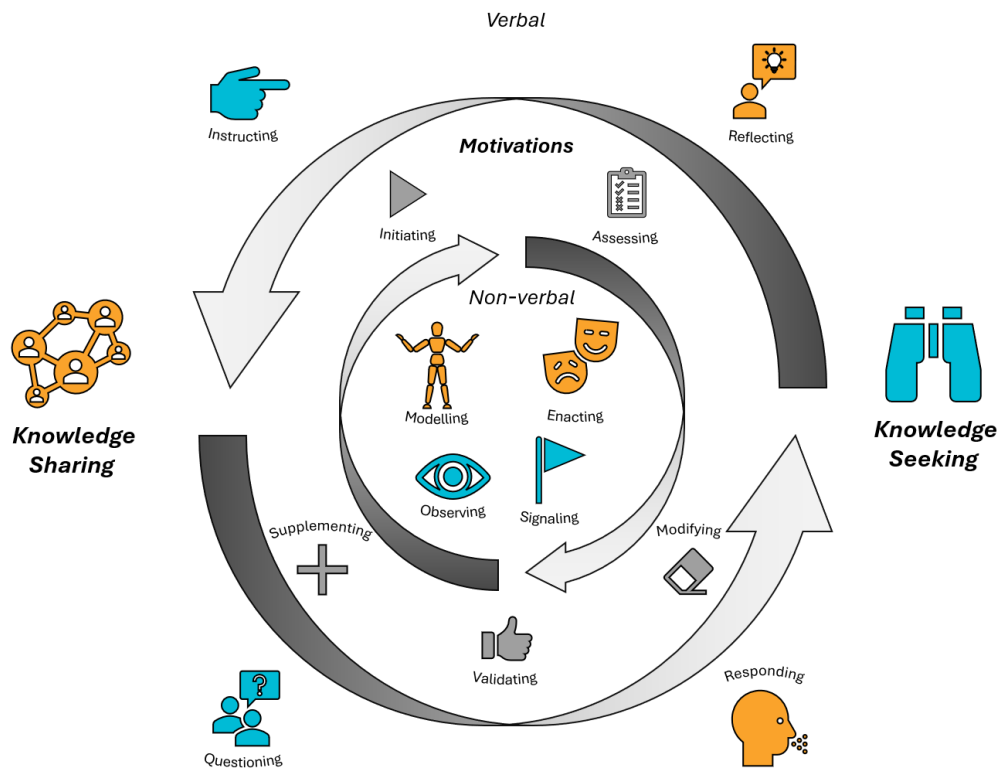 Verbal
Instructing
Reflecting
Motivations
Initiating
Assessing
Non-verbal
Modelling
Enacting
Knowledge
Sharing
Knowledge
Seeking
Observing
Signaling
Supplementing
Modifying
Validating
Responding
?
Questioning